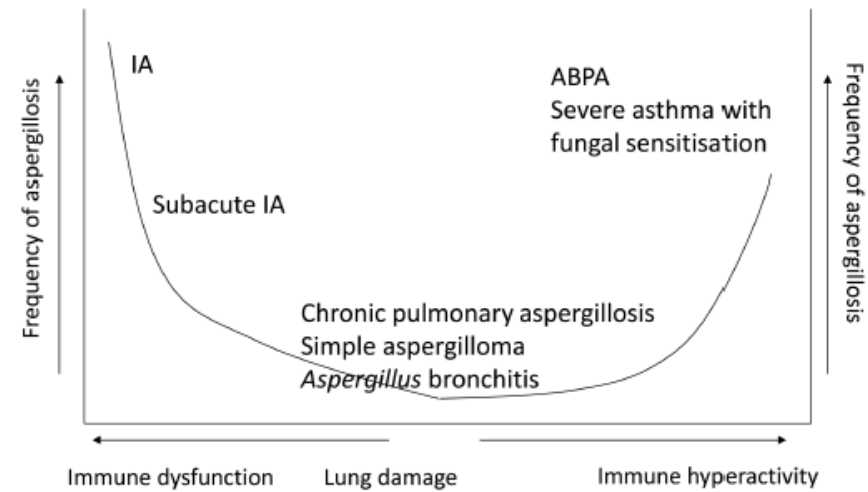 IA
ABPA
Severe asthma with
fungal sensitisation
Subacute IA
Chronic pulmonary aspergillosis
Simple aspergilloma
Aspergillus bronchitis
Frequency of aspergillosis
Frequency of aspergillosis
Immune dysfunction
Lung damage
Immune hyperactivity